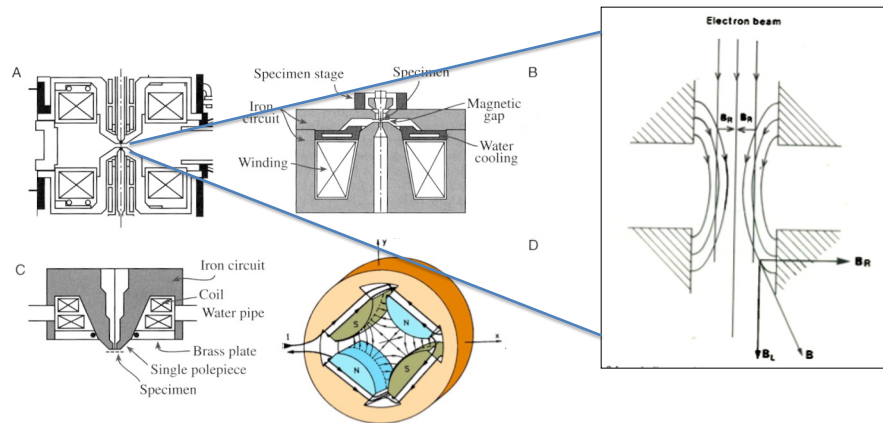 A
B
Specimen stage
Specimen
Iron
circuit
Magnetic
gap
Water
cooling
Winding
C
Iron circuit
Coil
Water pipe
Brass plate
Single polepiece
Specimen
D
y
x
I
S
N
N
S
Electron beam
B_R
B_R
B_R
B_L
B